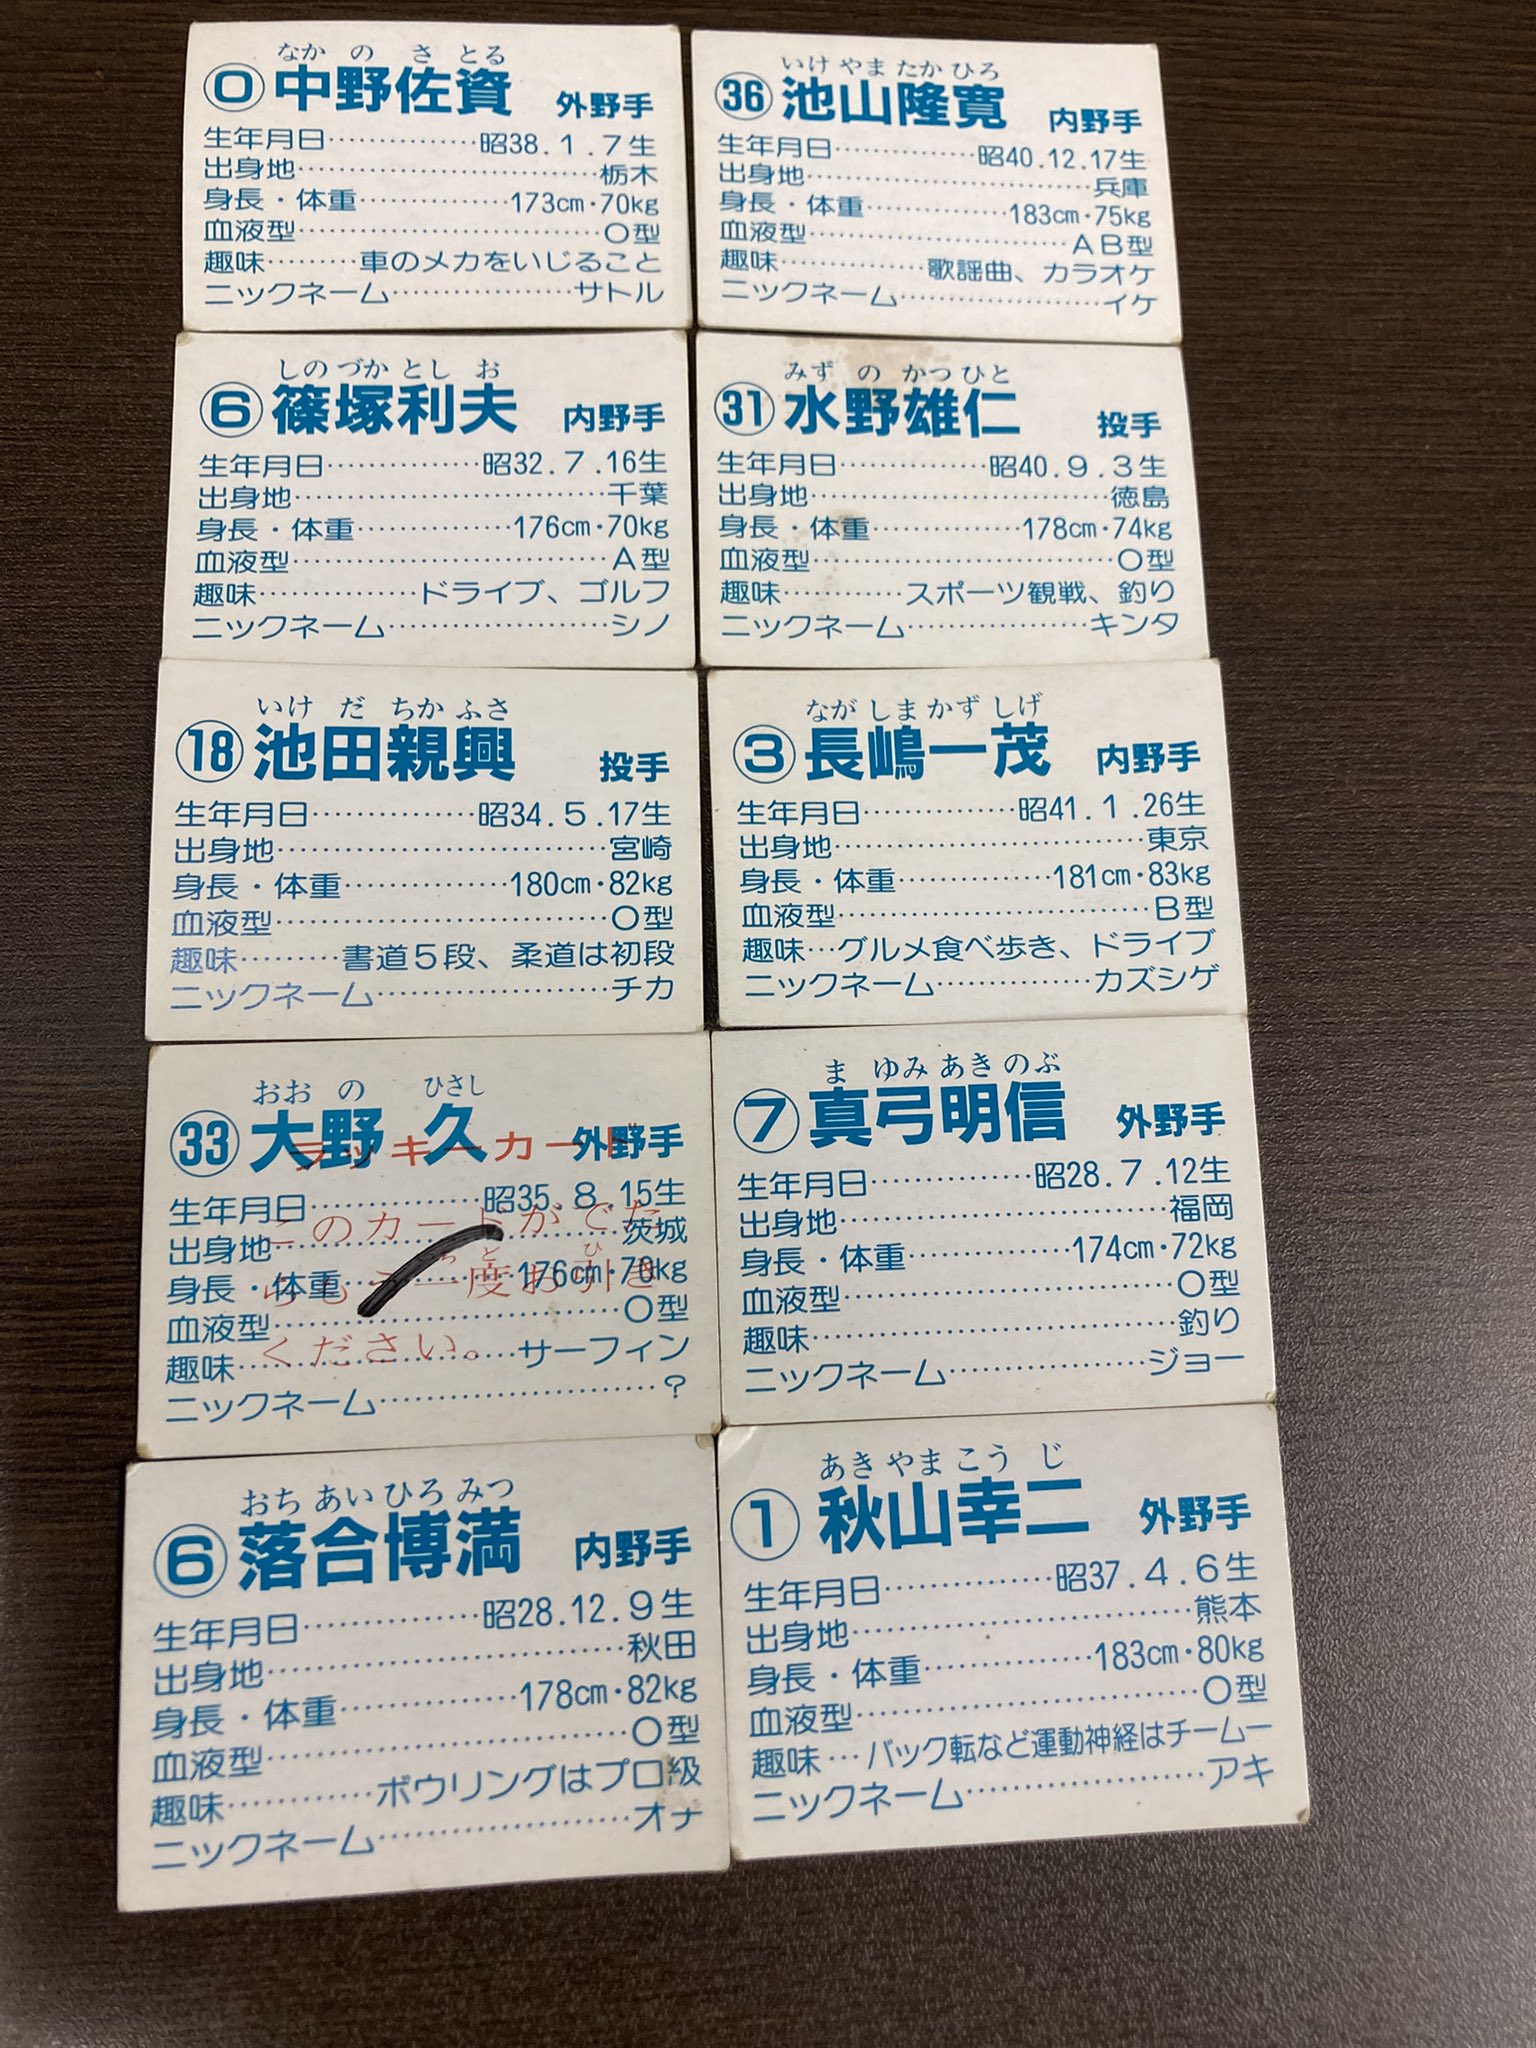 なかのさとる
0 中野佐資 外野手
生年月日……………昭38.1.7生
出身地……………………………栃木
身長・体重……………173cm・70kg
血液型……………………………O型
趣味………車のメカをいじること
ニックネーム………………サトル
いけやまたかひろ
36 池山隆寛 内野手
生年月日……………昭40.12.17生
出身地……………………………兵庫
身長・体重……………183cm・75kg
血液型……………………………AB型
趣味……………歌謡曲、カラオケ
ニックネーム…………………イケ
しのづかとしお
6 篠塚利夫 内野手
生年月日……………昭32.7.16生
出身地……………………………千葉
身長・体重……………176cm・70kg
血液型……………………………A型
趣味……………ドライブ、ゴルフ
ニックネーム…………………シノ
みずのかつひと
31 水野雄仁 投手
生年月日……………昭40.9.3生
出身地……………………………徳島
身長・体重……………178cm・74kg
血液型……………………………O型
趣味…………スポーツ観戦、釣り
ニックネーム………………キンタ
いけだちかふさ
18 池田親興 投手
生年月日……………昭34.5.17生
出身地……………………………宮崎
身長・体重……………180cm・82kg
血液型……………………………O型
趣味………書道5段、柔道は初段
ニックネーム…………………チカ
ながしまかずしげ
3 長嶋一茂 内野手
生年月日……………昭41.1.26生
出身地……………………………東京
身長・体重……………181cm・83kg
血液型……………………………B型
趣味…グルメ食べ歩き、ドライブ
ニックネーム……………カズシゲ
おおのひさし
33 大野 久 外野手
ラッキーカード
生年月日……………昭35.8.15生
このカードがでた
出身地……………………………茨城
身長・体重……………176cm・70kg
らもう一度お引き
血液型……………………………O型
ください。
趣味………………………サーフィン
ニックネーム………………………?
まゆみあきのぶ
7 真弓明信 外野手
生年月日……………昭28.7.12生
出身地……………………………福岡
身長・体重……………174cm・72kg
血液型……………………………O型
趣味………………………………釣り
ニックネーム………………ジョー
おちあいひろみつ
6 落合博満 内野手
生年月日……………昭28.12.9生
出身地……………………………秋田
身長・体重……………178cm・82kg
血液型……………………………O型
趣味…………ボウリングはプロ級
ニックネーム…………………オチ
あきやまこうじ
1 秋山幸二 外野手
生年月日……………昭37.4.6生
出身地……………………………熊本
身長・体重……………183cm・80kg
血液型……………………………O型
趣味…バック転など運動神経はチーム一
ニックネーム…………………アキ